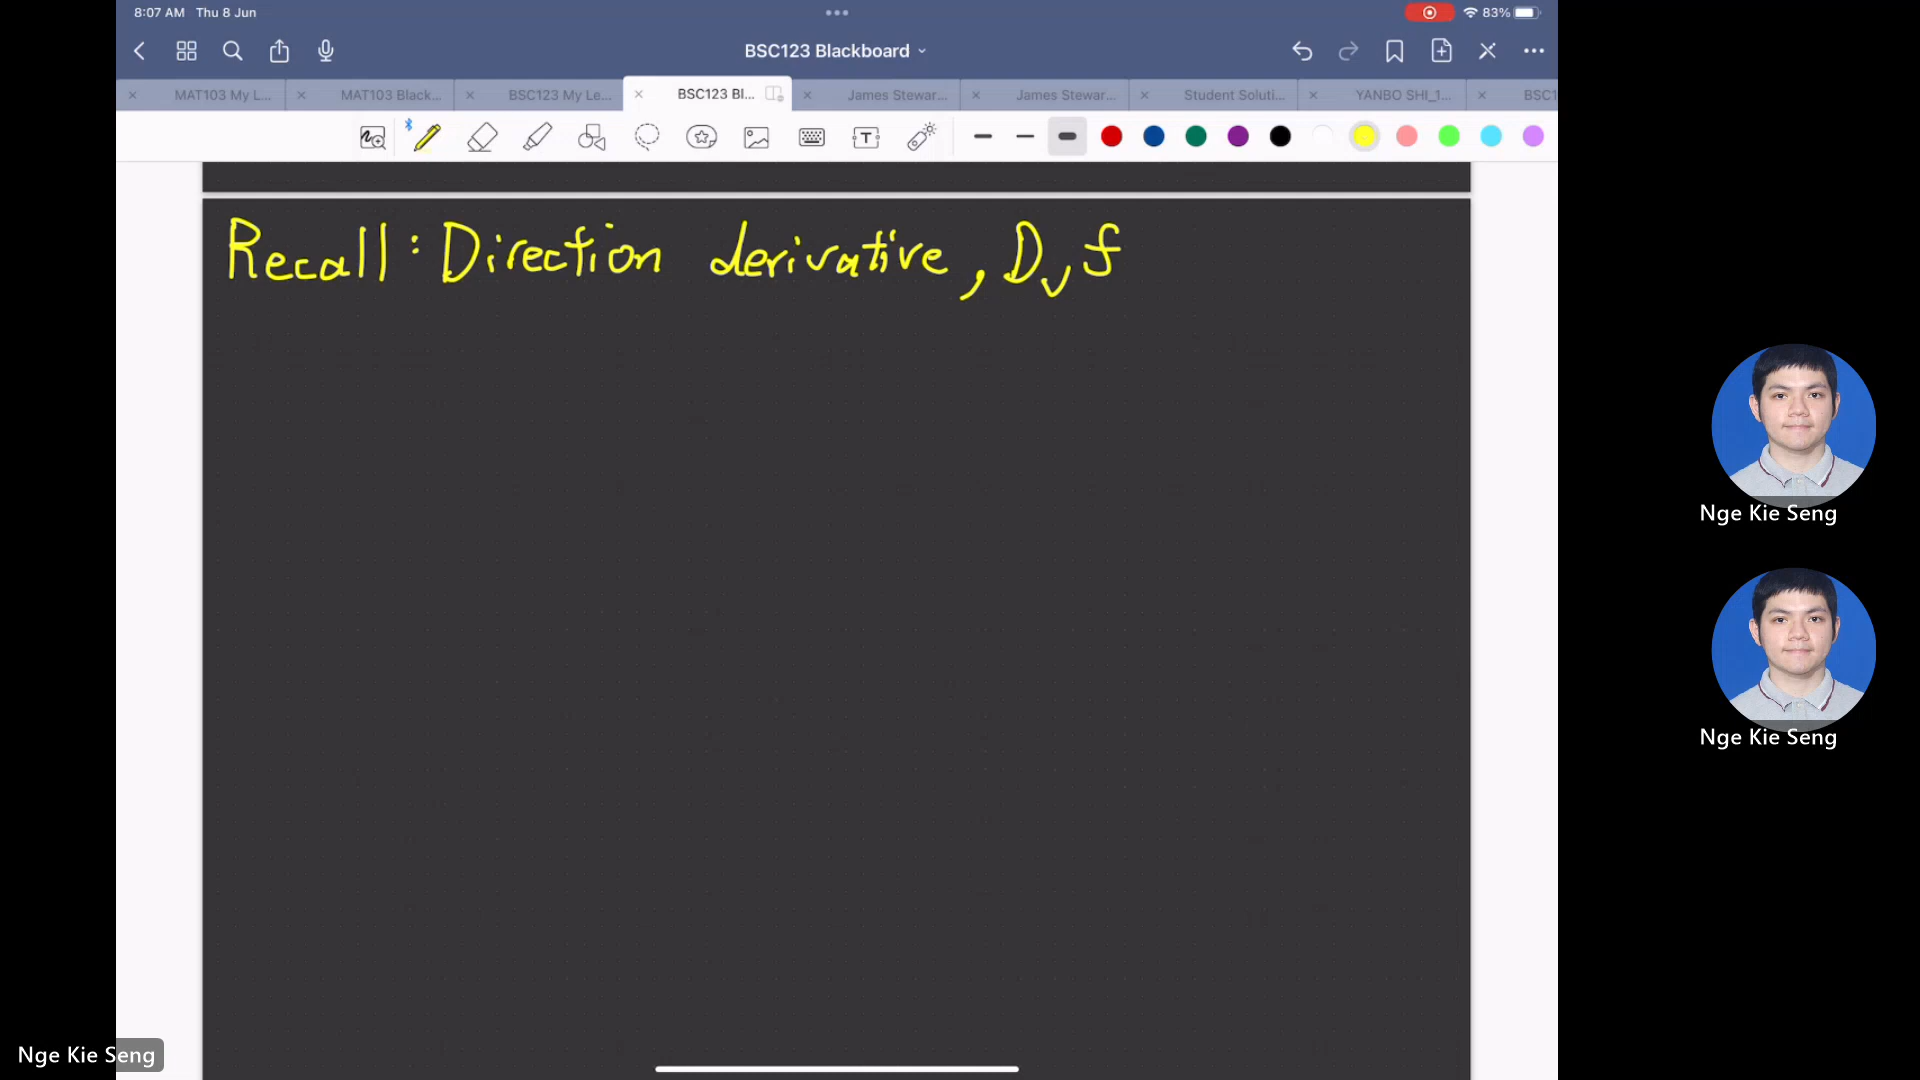 8:07 AM Thu 8 Jun
83%
BSC123 Blackboard
MAT103 My L...
MAT103 Black...
BSC123 My Le...
BSC123 Bl...
James Stewar...
James Stewar...
Student Soluti...
YANBO SHI_1...
BSC1
T
Recall: Direction derivative, Dᵥf
Nge Kie Seng
Nge Kie Seng
Nge Kie Seng